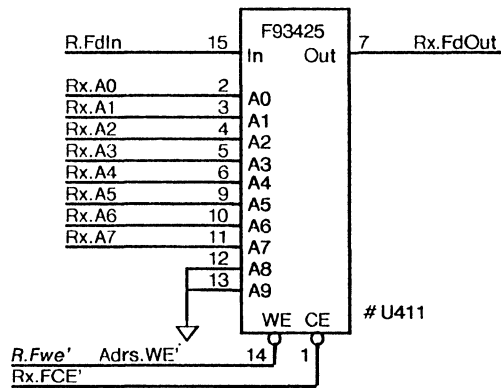 F93425
R.FdIn 15 In Out 7 Rx.FdOut
Rx.A0 2 A0
Rx.A1 3 A1
Rx.A2 4 A2
Rx.A3 5 A3
Rx.A4 6 A4
Rx.A5 9 A5
Rx.A6 10 A6
Rx.A7 11 A7
12 A8
13 A9
WE CE # U411
R.Fwe' Adrs.WE' 14 1
Rx.FCE'